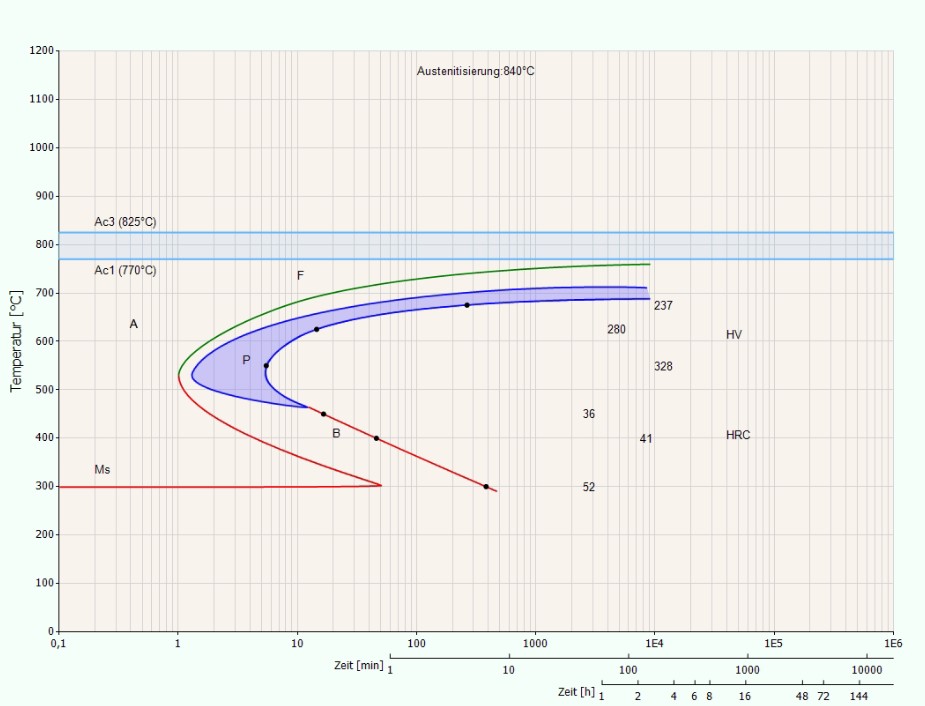 1200
Austenitisierung:840°C
1100
1000
900
Ac3 (825°C)
800
Ac1 (770°C)
F
700
237
A
280
HV
600
P
328
500
36
B
41
HRC
400
Ms
300
52
200
100
0
Temperatur [°C]
0,1 1 10 100 1000 1E4 1E5 1E6
Zeit [min] 1 10 100 1000 10000
Zeit [h] 1 2 4 6 8 16 48 72 144